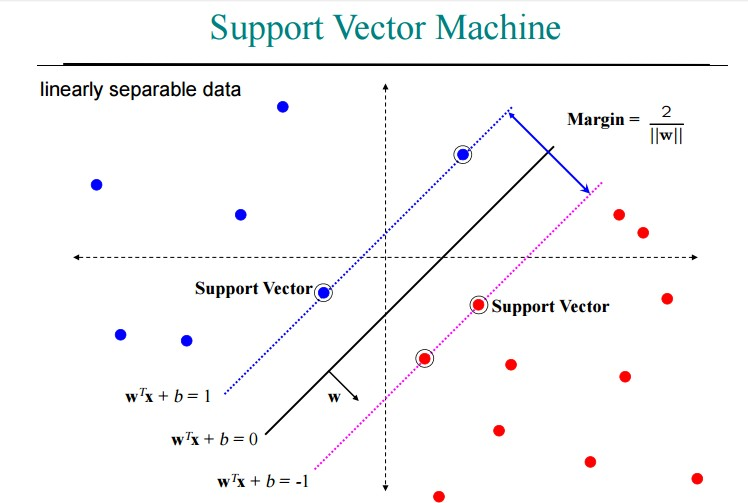 Support Vector Machine
linearly separable data
Margin = 2 / ||w||
Support Vector
Support Vector
wᵀx + b = 1
w
wᵀx + b = 0
wᵀx + b = -1